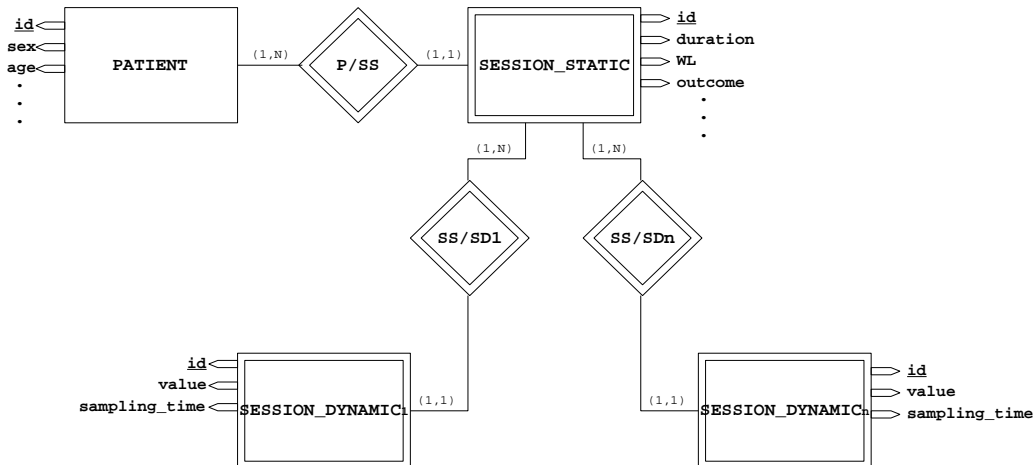 id
sex
age
.
.
.
PATIENT
(1,N)
P/SS
(1,1)
SESSION_STATIC
id
duration
WL
outcome
.
.
.
(1,N)
(1,N)
SS/SD1
SS/SDn
id
value
sampling_time
SESSION_DYNAMIC1
(1,1)
(1,1)
SESSION_DYNAMICn
id
value
sampling_time